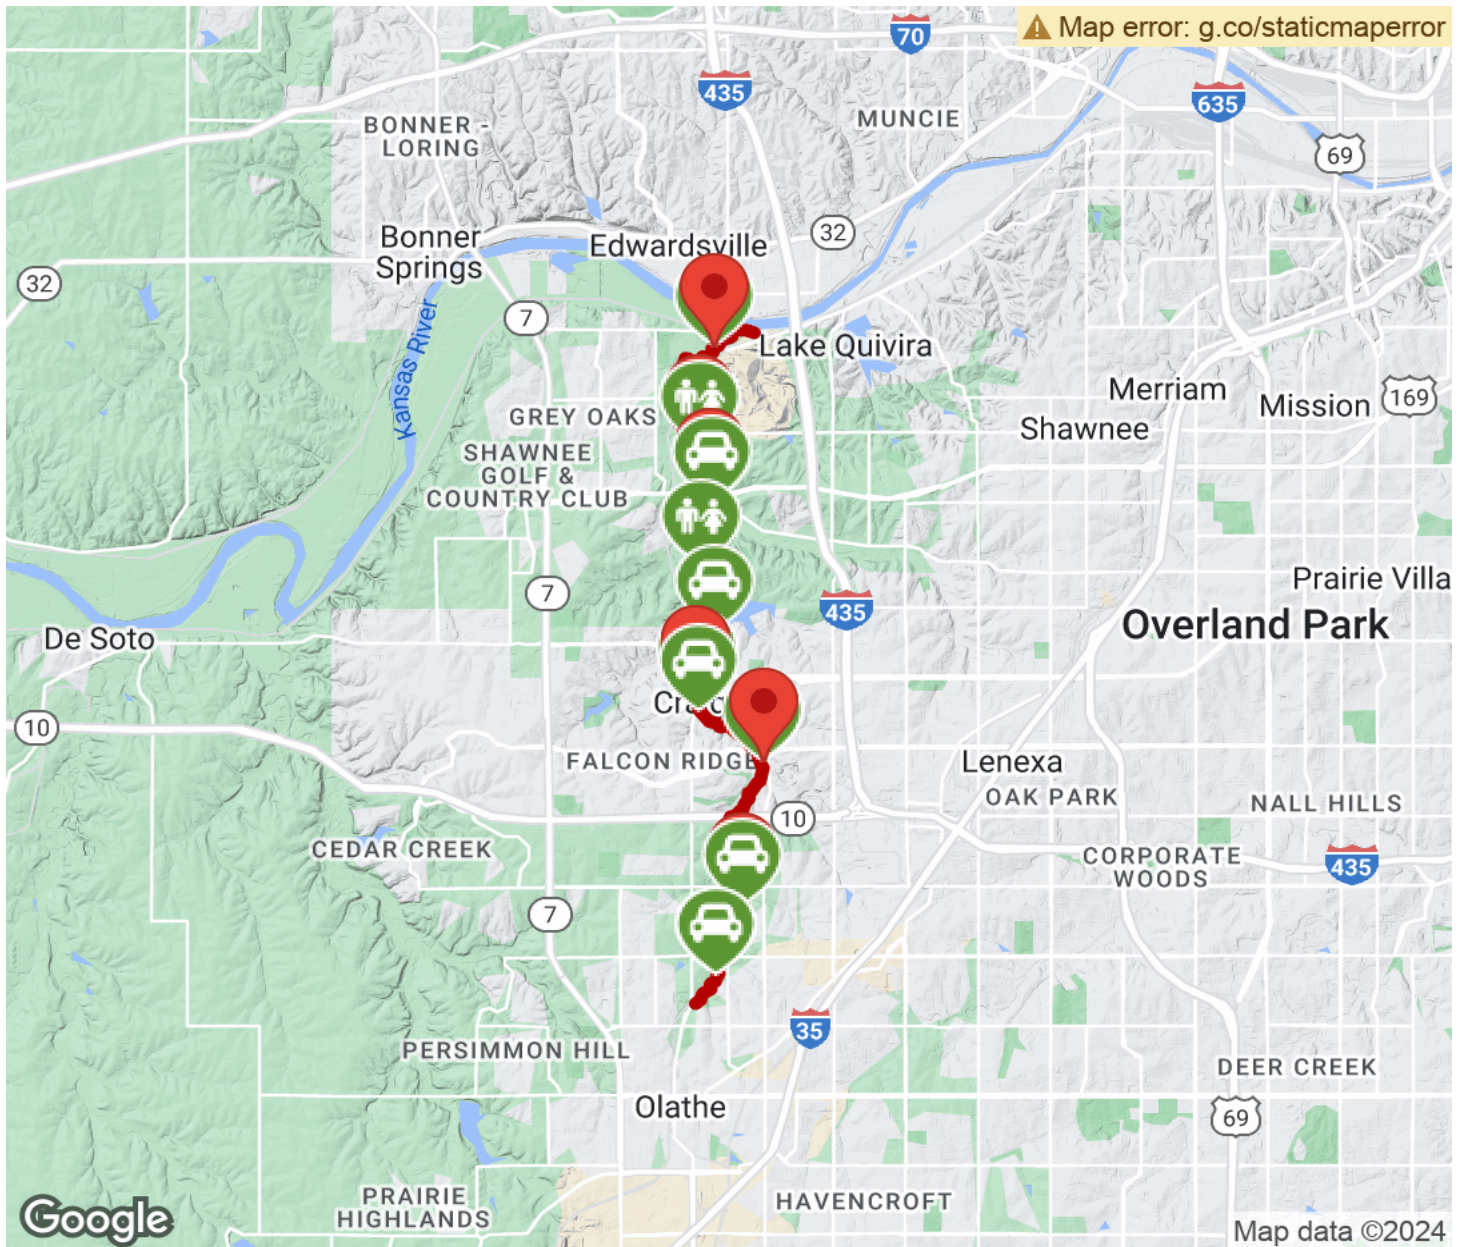 Map error: g.co/staticmaperror
70
435
635
MUNCIE
BONNER -
LORING
69
32
Bonner
Springs
Edwardsville
32
7
Kansas River
Lake Quivira
Merriam
169
Mission
GREY OAKS
Shawnee
SHAWNEE
GOLF &
COUNTRY CLUB
7
435
Prairie Villa
De Soto
Overland Park
10
FALCON RIDGE
Lenexa
OAK PARK
NALL HILLS
10
CEDAR CREEK
CORPORATE
WOODS
435
7
35
PERSIMMON HILL
DEER CREEK
Olathe
69
PRAIRIE
HIGHLANDS
HAVENCROFT
Google
Map data ©2024